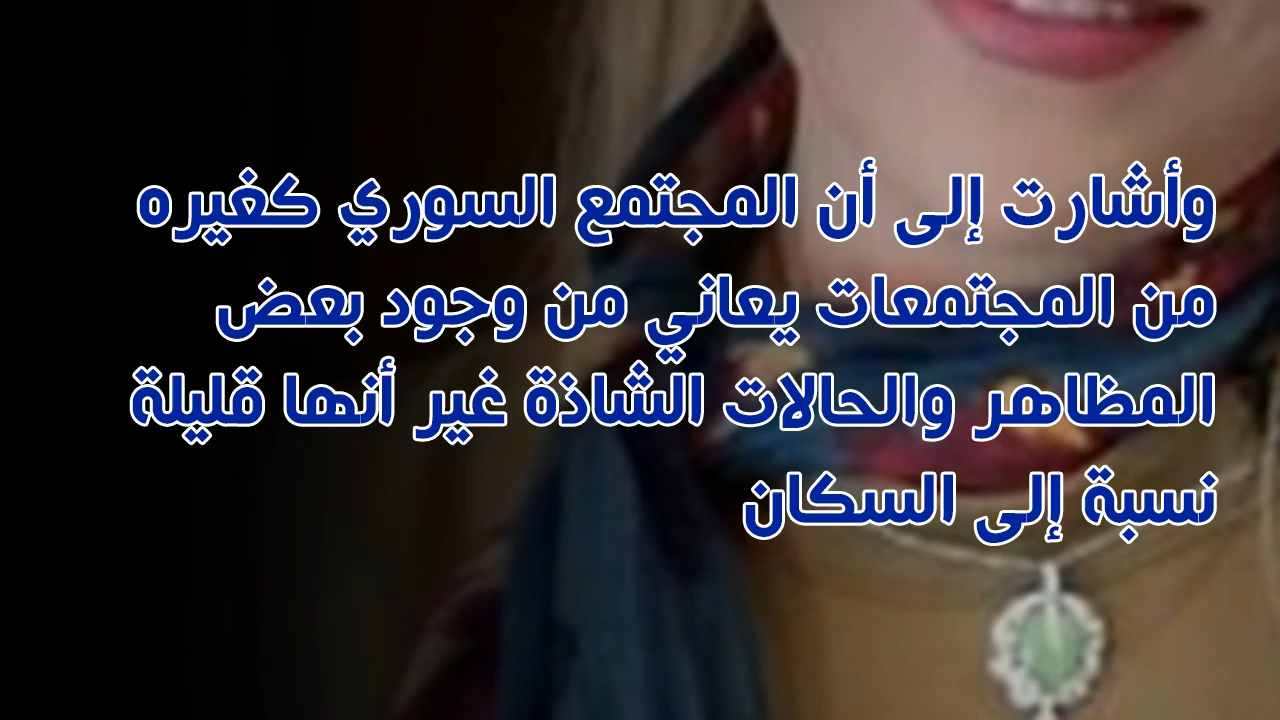 وأشارت إلى أن المجتمع السوري كغيره
من المجتمعات يعاني من وجود بعض
المظاهر والحالات الشاذة غير أنها قليلة
نسبة إلى السكان